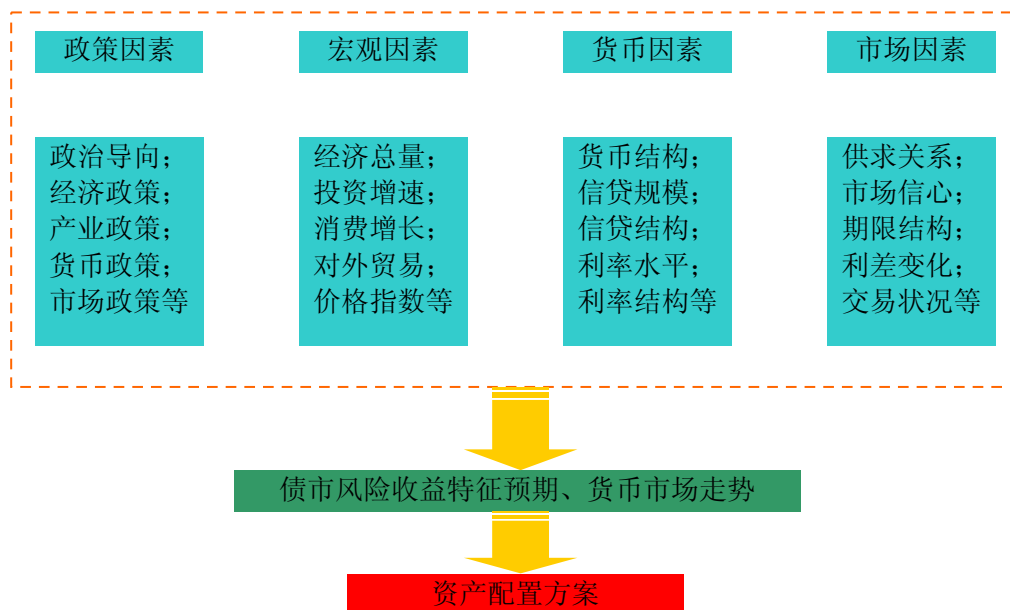 政策因素
宏观因素
货币因素
市场因素
政治导向；
经济政策；
产业政策；
货币政策；
市场政策等
经济总量；
投资增速；
消费增长；
对外贸易；
价格指数等
货币结构；
信贷规模；
信贷结构；
利率水平；
利率结构等
供求关系；
市场信心；
期限结构；
利差变化；
交易状况等
债市风险收益特征预期、货币市场走势
资产配置方案